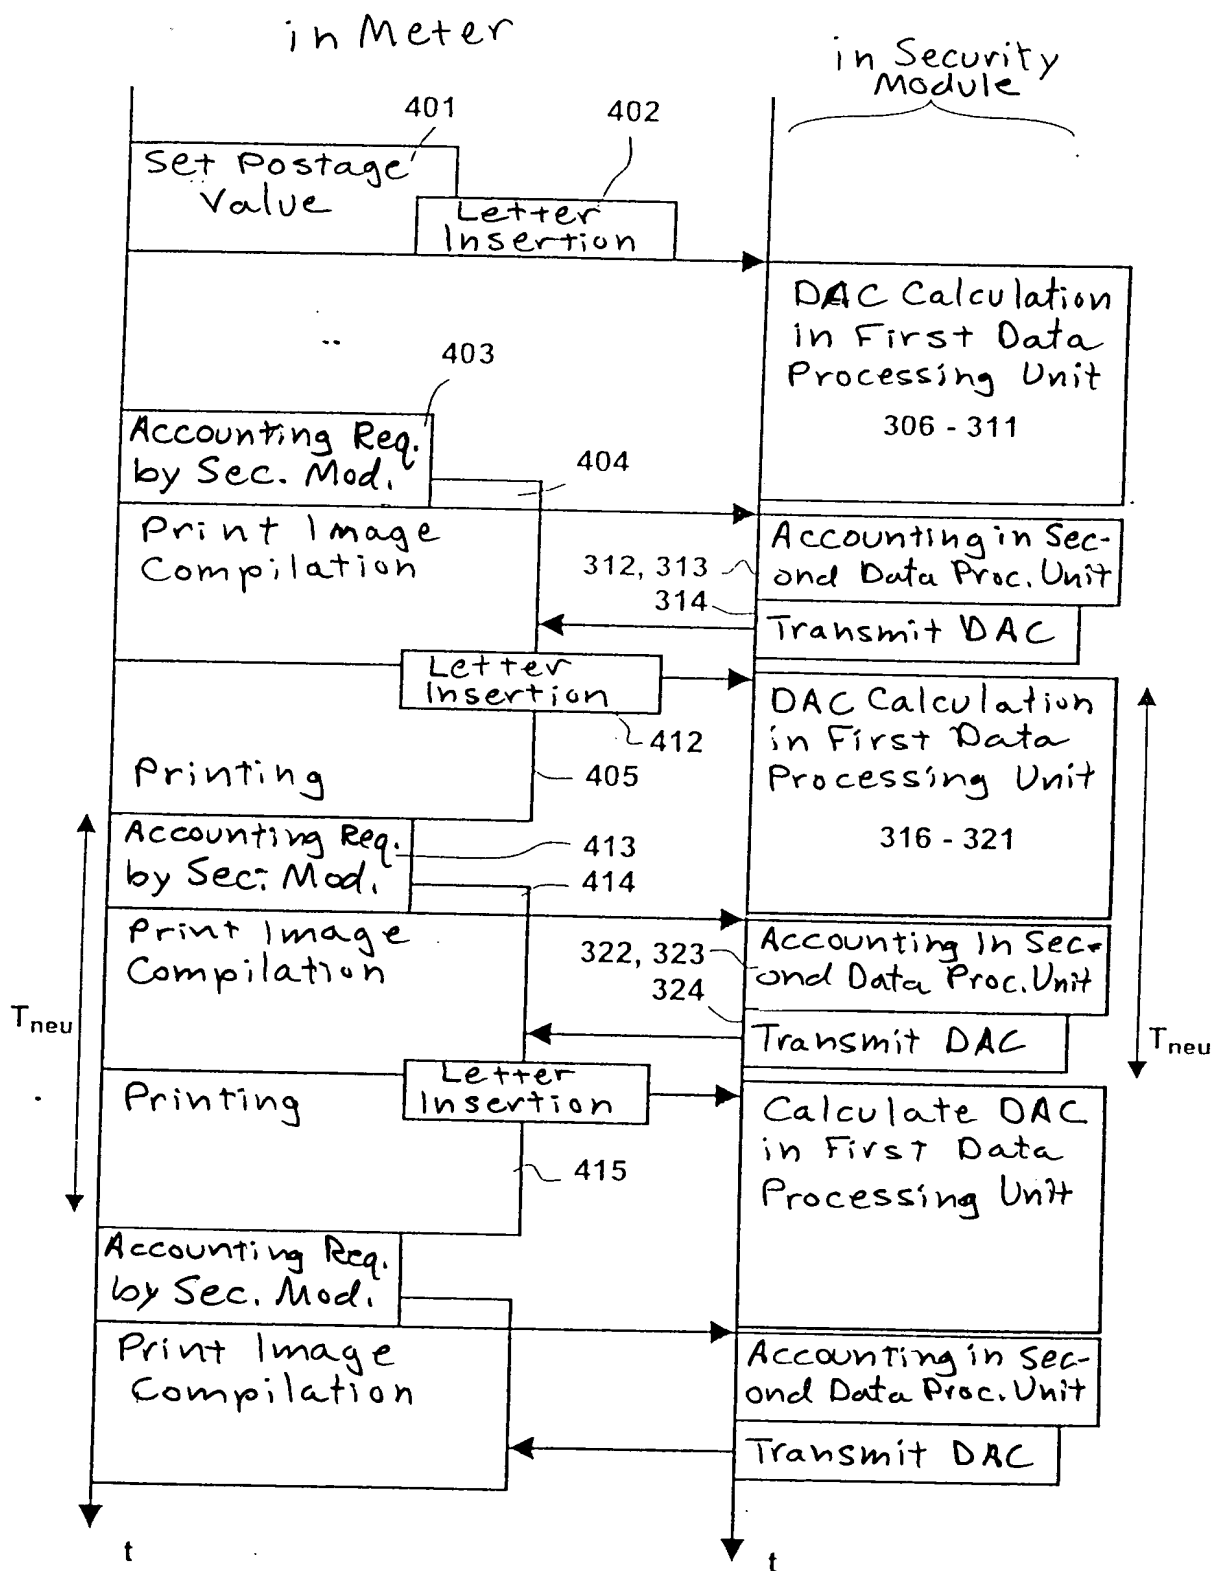 in Meter
in Security
Module
401
402
Set Postage
Value
Letter
Insertion
DAC Calculation
in First Data
Processing Unit
306 - 311
403
Accounting Req.
by Sec. Mod.
404
Print Image
Compilation
312, 313
314
Accounting in Sec-
ond Data Proc. Unit
Transmit DAC
Letter
Insertion
412
405
Printing
DAC Calculation
in First Data
Processing Unit
316 - 321
Accounting Req.
by Sec. Mod.
413
414
Print Image
Compilation
322, 323
324
Accounting in Sec-
ond Data Proc. Unit
Transmit DAC
Tneu
Tneu
Letter
Insertion
Printing
415
Calculate DAC
in First Data
Processing Unit
Accounting Req.
by Sec. Mod.
Print Image
Compilation
Accounting in Sec-
ond Data Proc. Unit
Transmit DAC
t
t